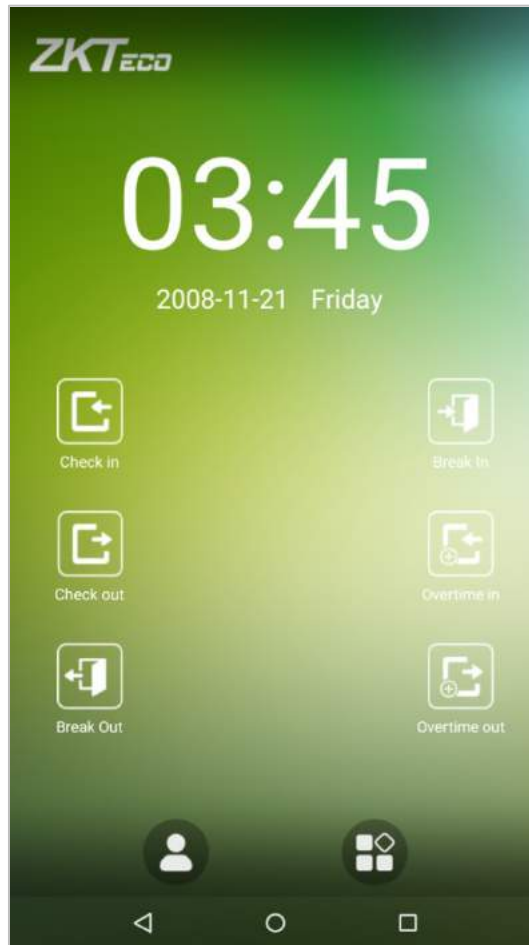 ZKTECO
03:45
2008-11-21 Friday
Check in
Break In
Check out
Overtime in
Break Out
Overtime out